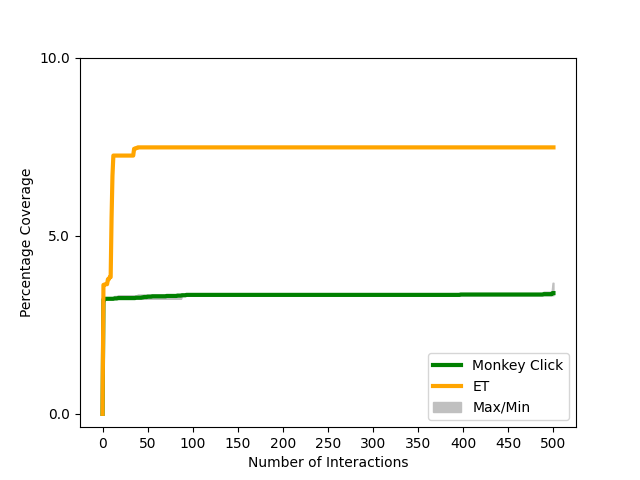 10.0
5.0
0.0
Percentage Coverage
0 50 100 150 200 250 300 350 400 450 500
Number of Interactions
Monkey Click
ET
Max/Min